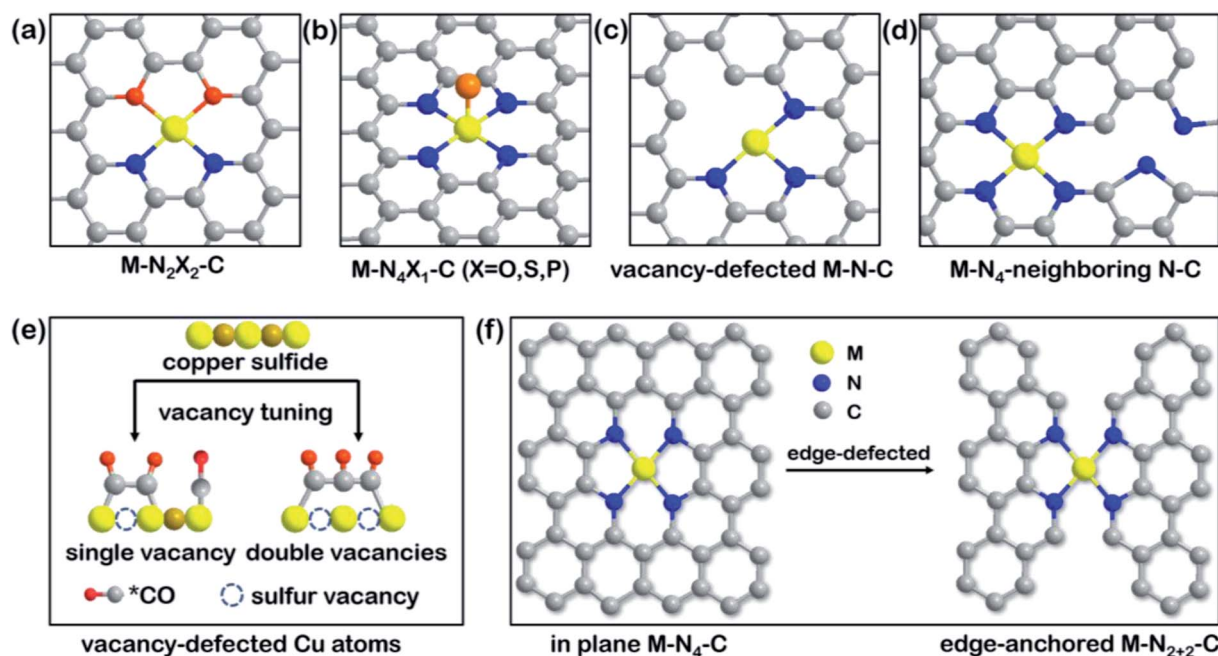 (a)
M-N₂X₂-C
(b)
M-N₄X₁-C (X=O,S,P)
(c)
vacancy-defected M-N-C
(d)
M-N₄-neighboring N-C
(e)
copper sulfide
vacancy tuning
single vacancy
double vacancies
*CO
sulfur vacancy
vacancy-defected Cu atoms
(f)
M
N
C
edge-defected
in plane M-N₄-C
edge-anchored M-N₂₊₂-C